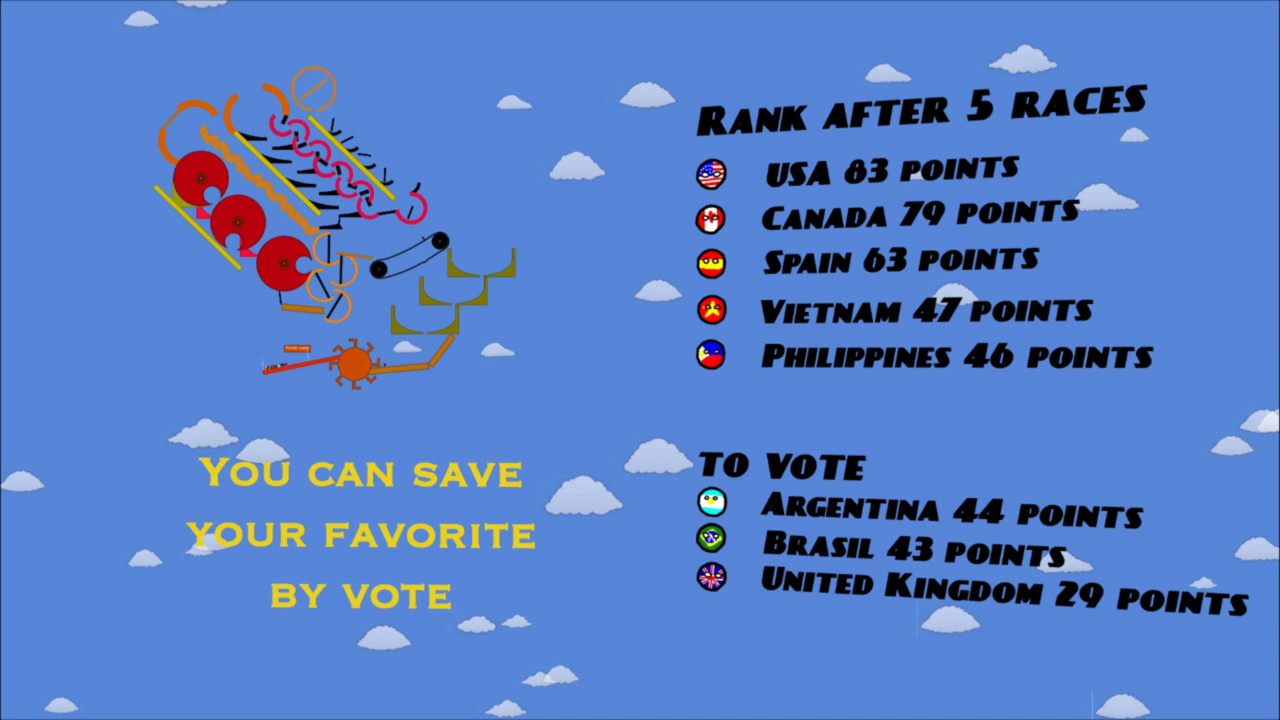 Rank after 5 races
USA 83 points
Canada 79 points
Spain 63 points
Vietnam 47 points
Philippines 46 points
You can save
your favorite
by vote
To vote
Argentina 44 points
Brasil 43 points
United Kingdom 29 points